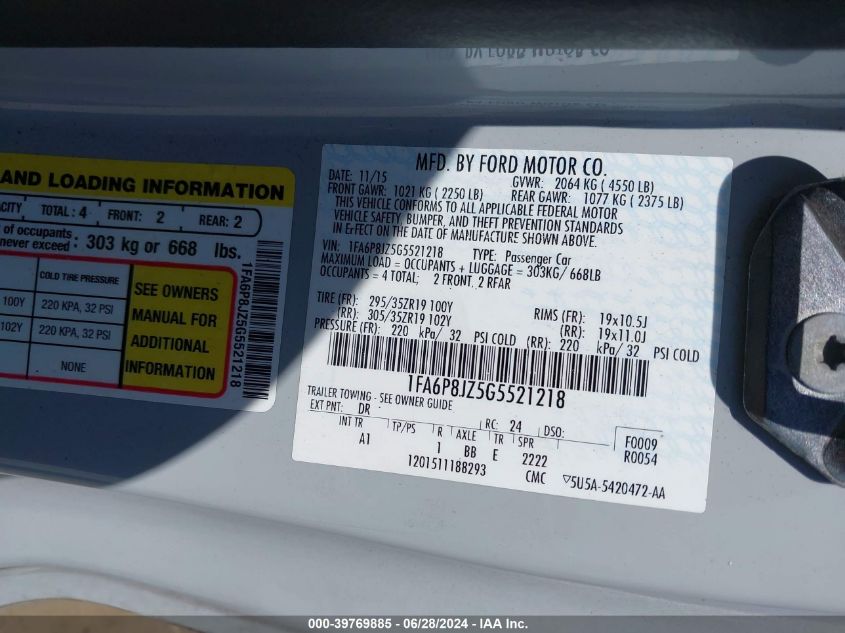 AND LOADING INFORMATION
ACITY TOTAL: 4 FRONT: 2 REAR: 2
of occupants
never exceed : 303 kg or 668 lbs.
COLD TIRE PRESSURE
100Y 220 KPA, 32 PSI
102Y 220 KPA, 32 PSI
NONE
SEE OWNERS
MANUAL FOR
ADDITIONAL
INFORMATION
1FA6P8JZ5G5521218
MFD. BY FORD MOTOR CO.
DATE: 11/15 GVWR: 2064 KG ( 4550 LB)
FRONT GAWR: 1021 KG ( 2250 LB) REAR GAWR: 1077 KG ( 2375 LB)
THIS VEHICLE CONFORMS TO ALL APPLICABLE FEDERAL MOTOR
VEHICLE SAFETY, BUMPER, AND THEFT PREVENTION STANDARDS
IN EFFECT ON THE DATE OF MANUFACTURE SHOWN ABOVE.
VIN: 1FA6P8JZ5G5521218 TYPE: Passenger Car
MAXIMUM LOAD = OCCUPANTS + LUGGAGE = 303KG/ 668LB
OCCUPANTS = 4 TOTAL; 2 FRONT, 2 REAR
TIRE (FR): 295/35ZR19 100Y RIMS (FR): 19x10.5J
(RR): 305/35ZR19 102Y (RR): 19x11.0J
PRESSURE (FR): 220 kPa/ 32 PSI COLD (RR): 220 kPa/ 32 PSI COLD
1FA6P8JZ5G5521218
TRAILER TOWING - SEE OWNER GUIDE
EXT PNT: DR RC: 24 DSO: F0009
R0054
INT TR TP/PS R AXLE TR SPR
A1 1 BB E 2222
1201511188293 CMC ▽5U5A-5420472-AA
000-39769885 / 06/28/2024 - IAA Inc.